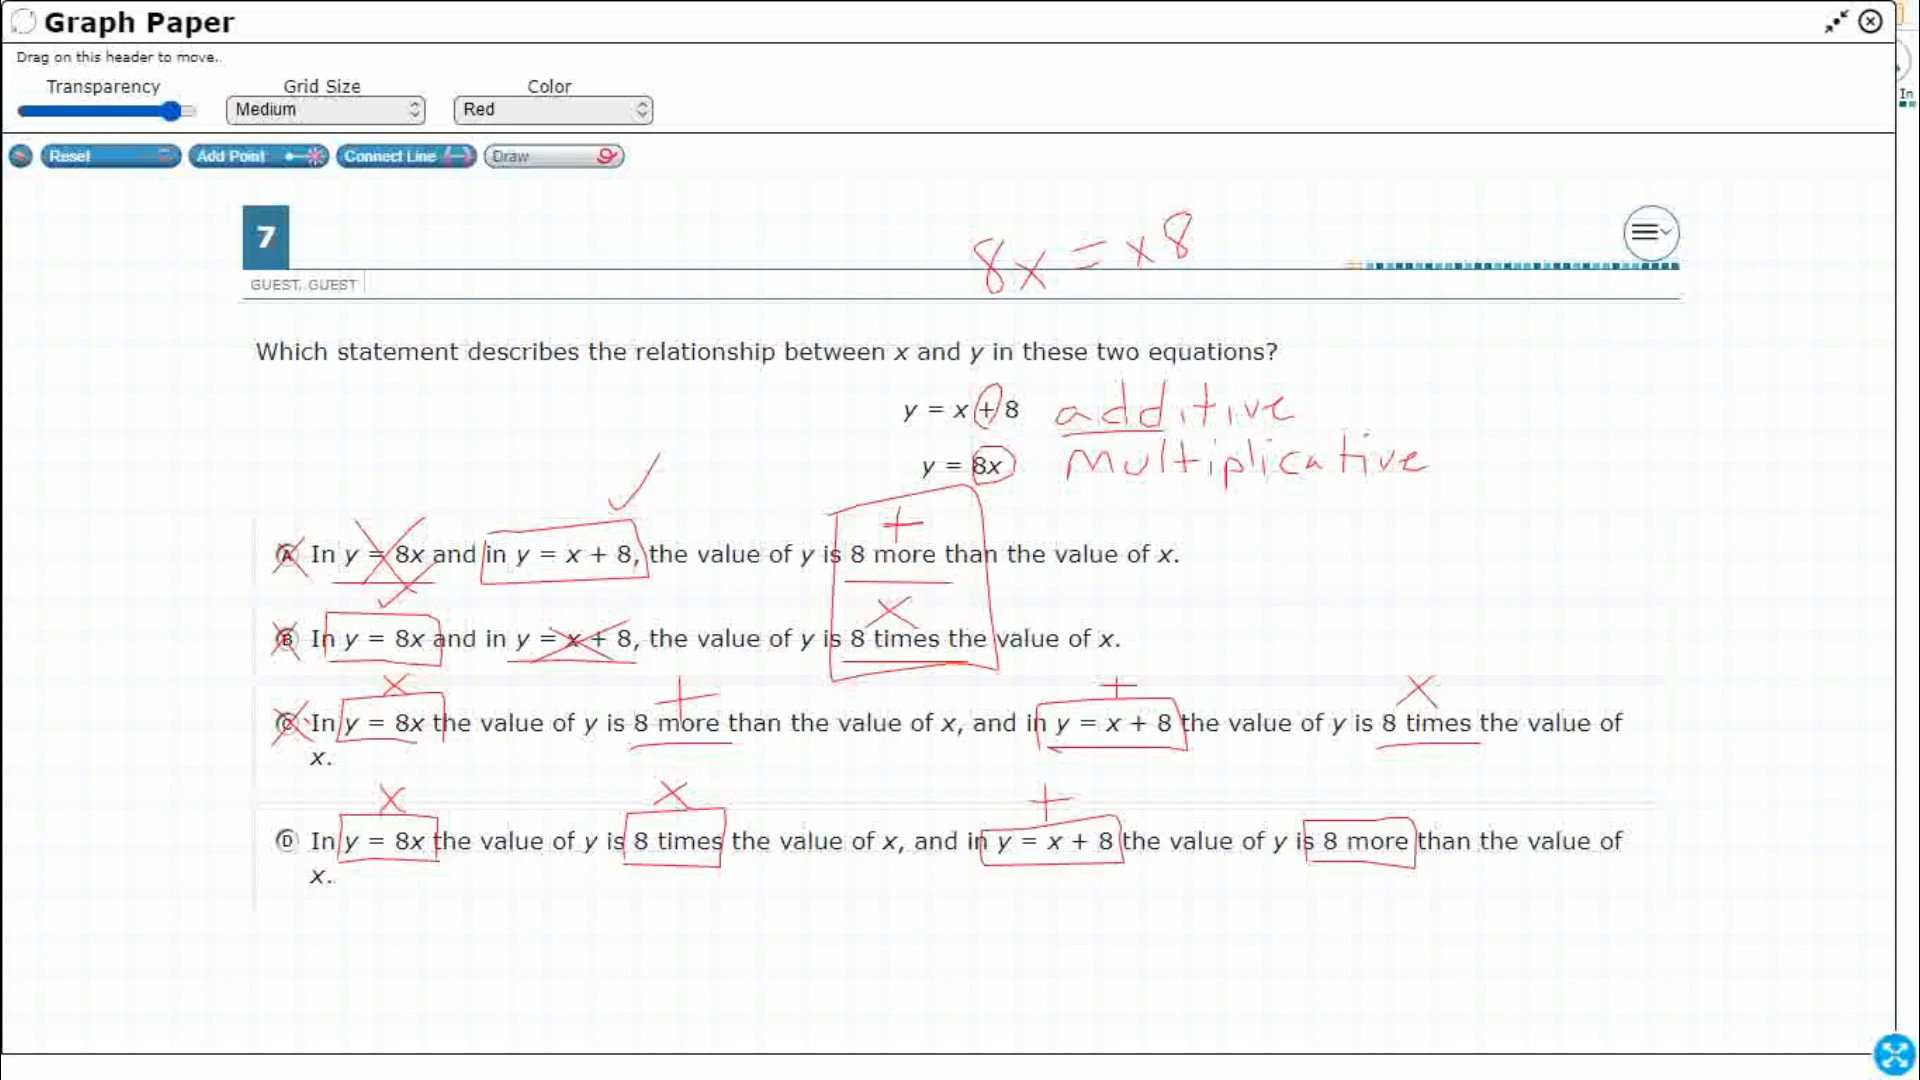 Graph Paper
Drag on this header to move..
Transparency Grid Size Color
Medium Red
Reset Add Point Connect Line Draw
In
7
8x = x8
GUEST, GUEST
Which statement describes the relationship between x and y in these two equations?
y = x + 8 additive
y = 8x multiplicative
✓
+
A In y = 8x and in y = x + 8, the value of y is 8 more than the value of x.
✓ X
B In y = 8x and in y = x + 8, the value of y is 8 times the value of x.
X + + X
C In y = 8x the value of y is 8 more than the value of x, and in y = x + 8 the value of y is 8 times the value of
x.
X X +
D In y = 8x the value of y is 8 times the value of x, and in y = x + 8 the value of y is 8 more than the value of
x.